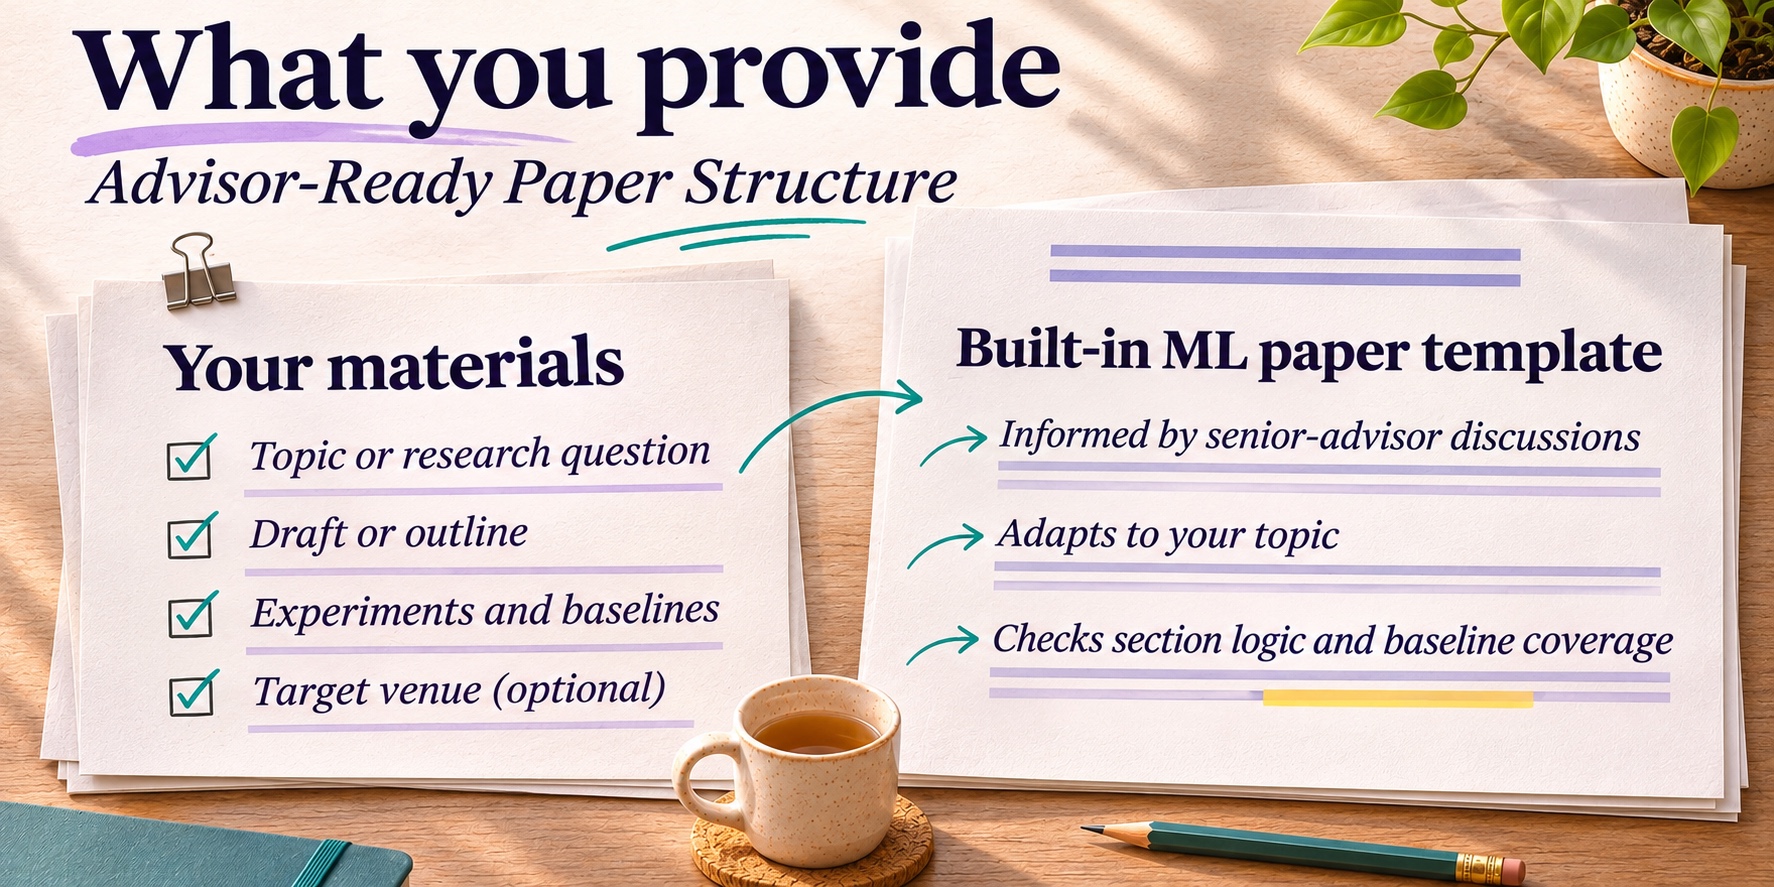 What you provide
Advisor-Ready Paper Structure
Your materials
Topic or research question
Draft or outline
Experiments and baselines
Target venue (optional)
Built-in ML paper template
Informed by senior-advisor discussions
Adapts to your topic
Checks section logic and baseline coverage